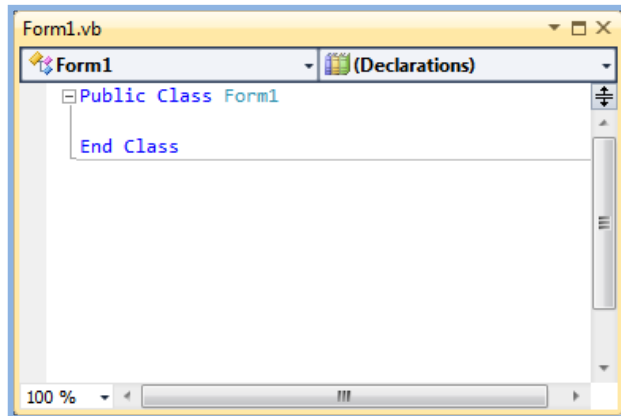 Form1.vb
Form1 (Declarations)
Public Class Form1
End Class
100 %